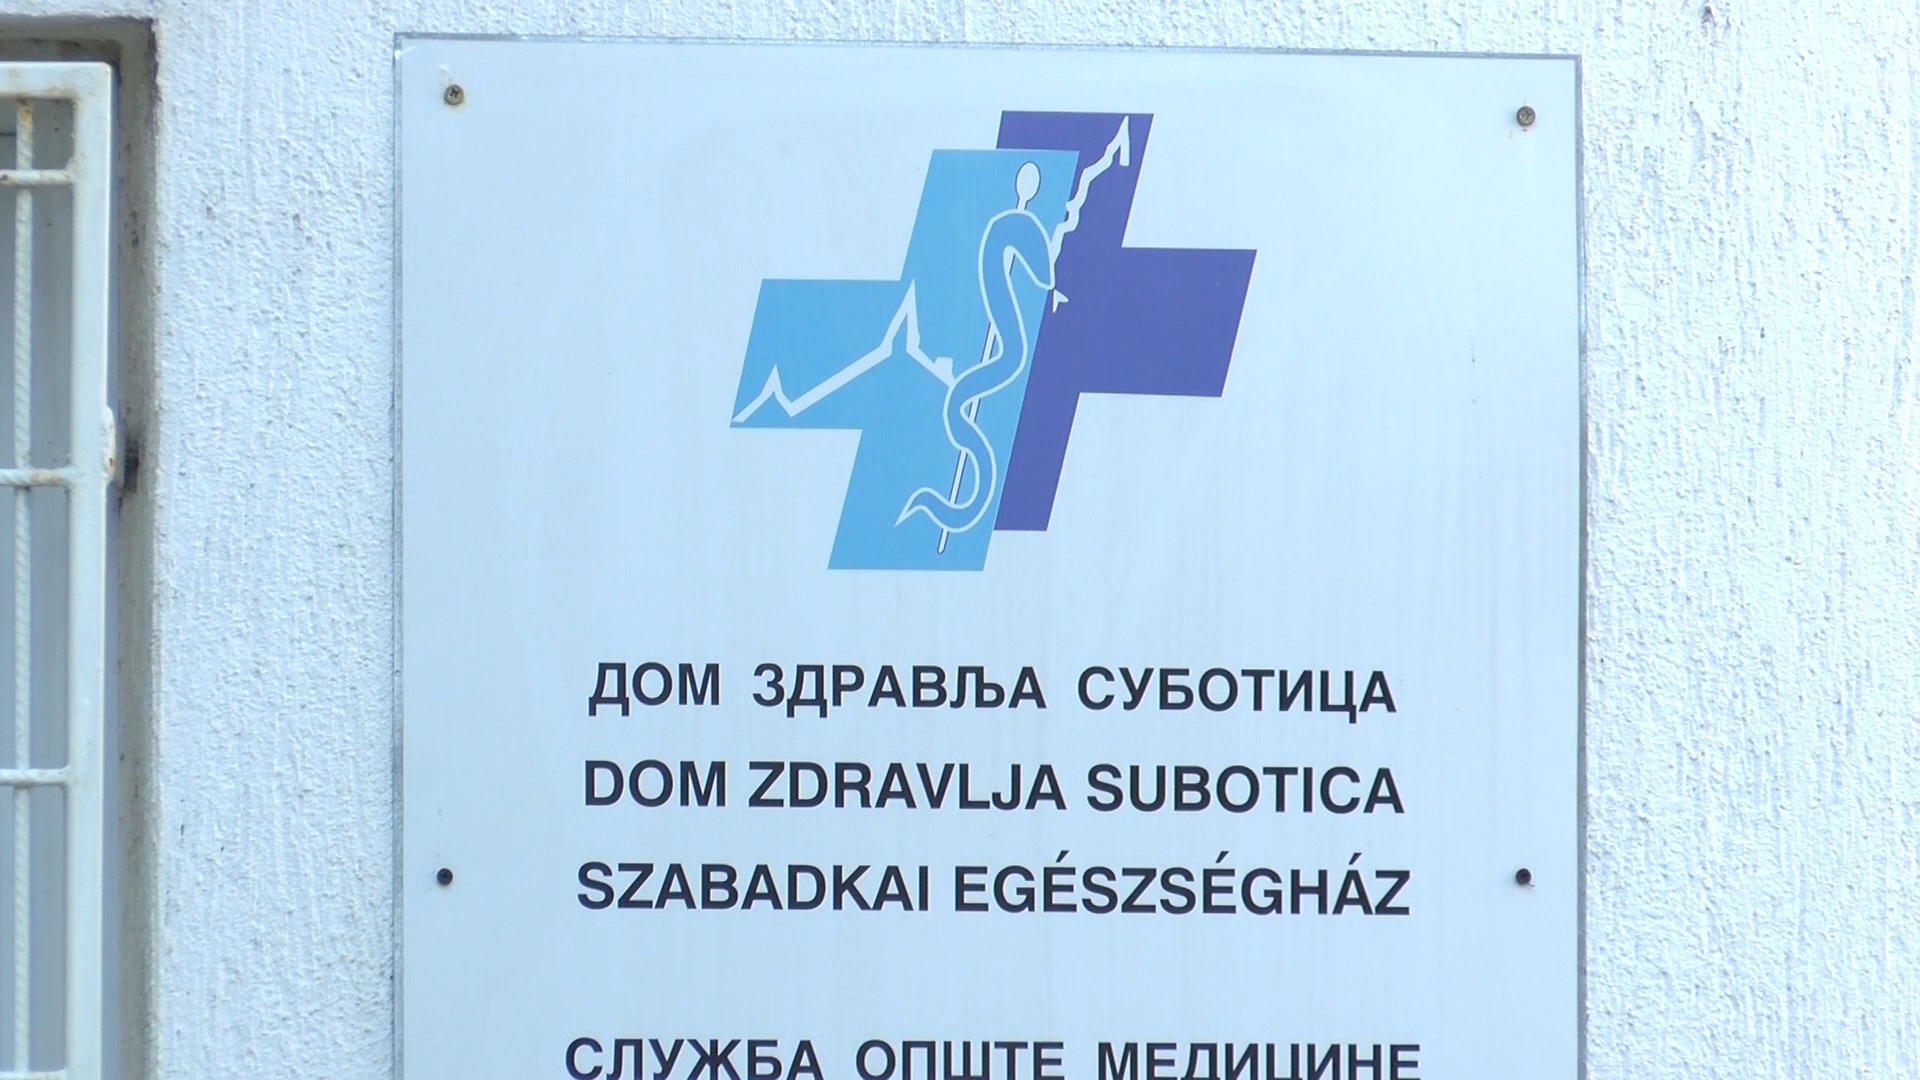 ДОМ ЗДРАВЉА СУБОТИЦА
DOM ZDRAVLJA SUBOTICA
SZABADKAI EGÉSZSÉGHÁZ
СЛУЖБА ОПШТЕ МЕДИЦИНЕ